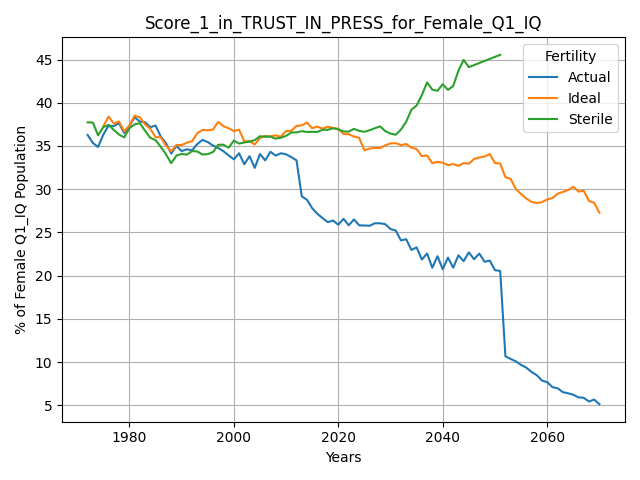 Score_1_in_TRUST_IN_PRESS_for_Female_Q1_IQ
Fertility
Actual
Ideal
Sterile
% of Female Q1_IQ Population
45
40
35
30
25
20
15
10
5
1980
2000
2020
2040
2060
Years